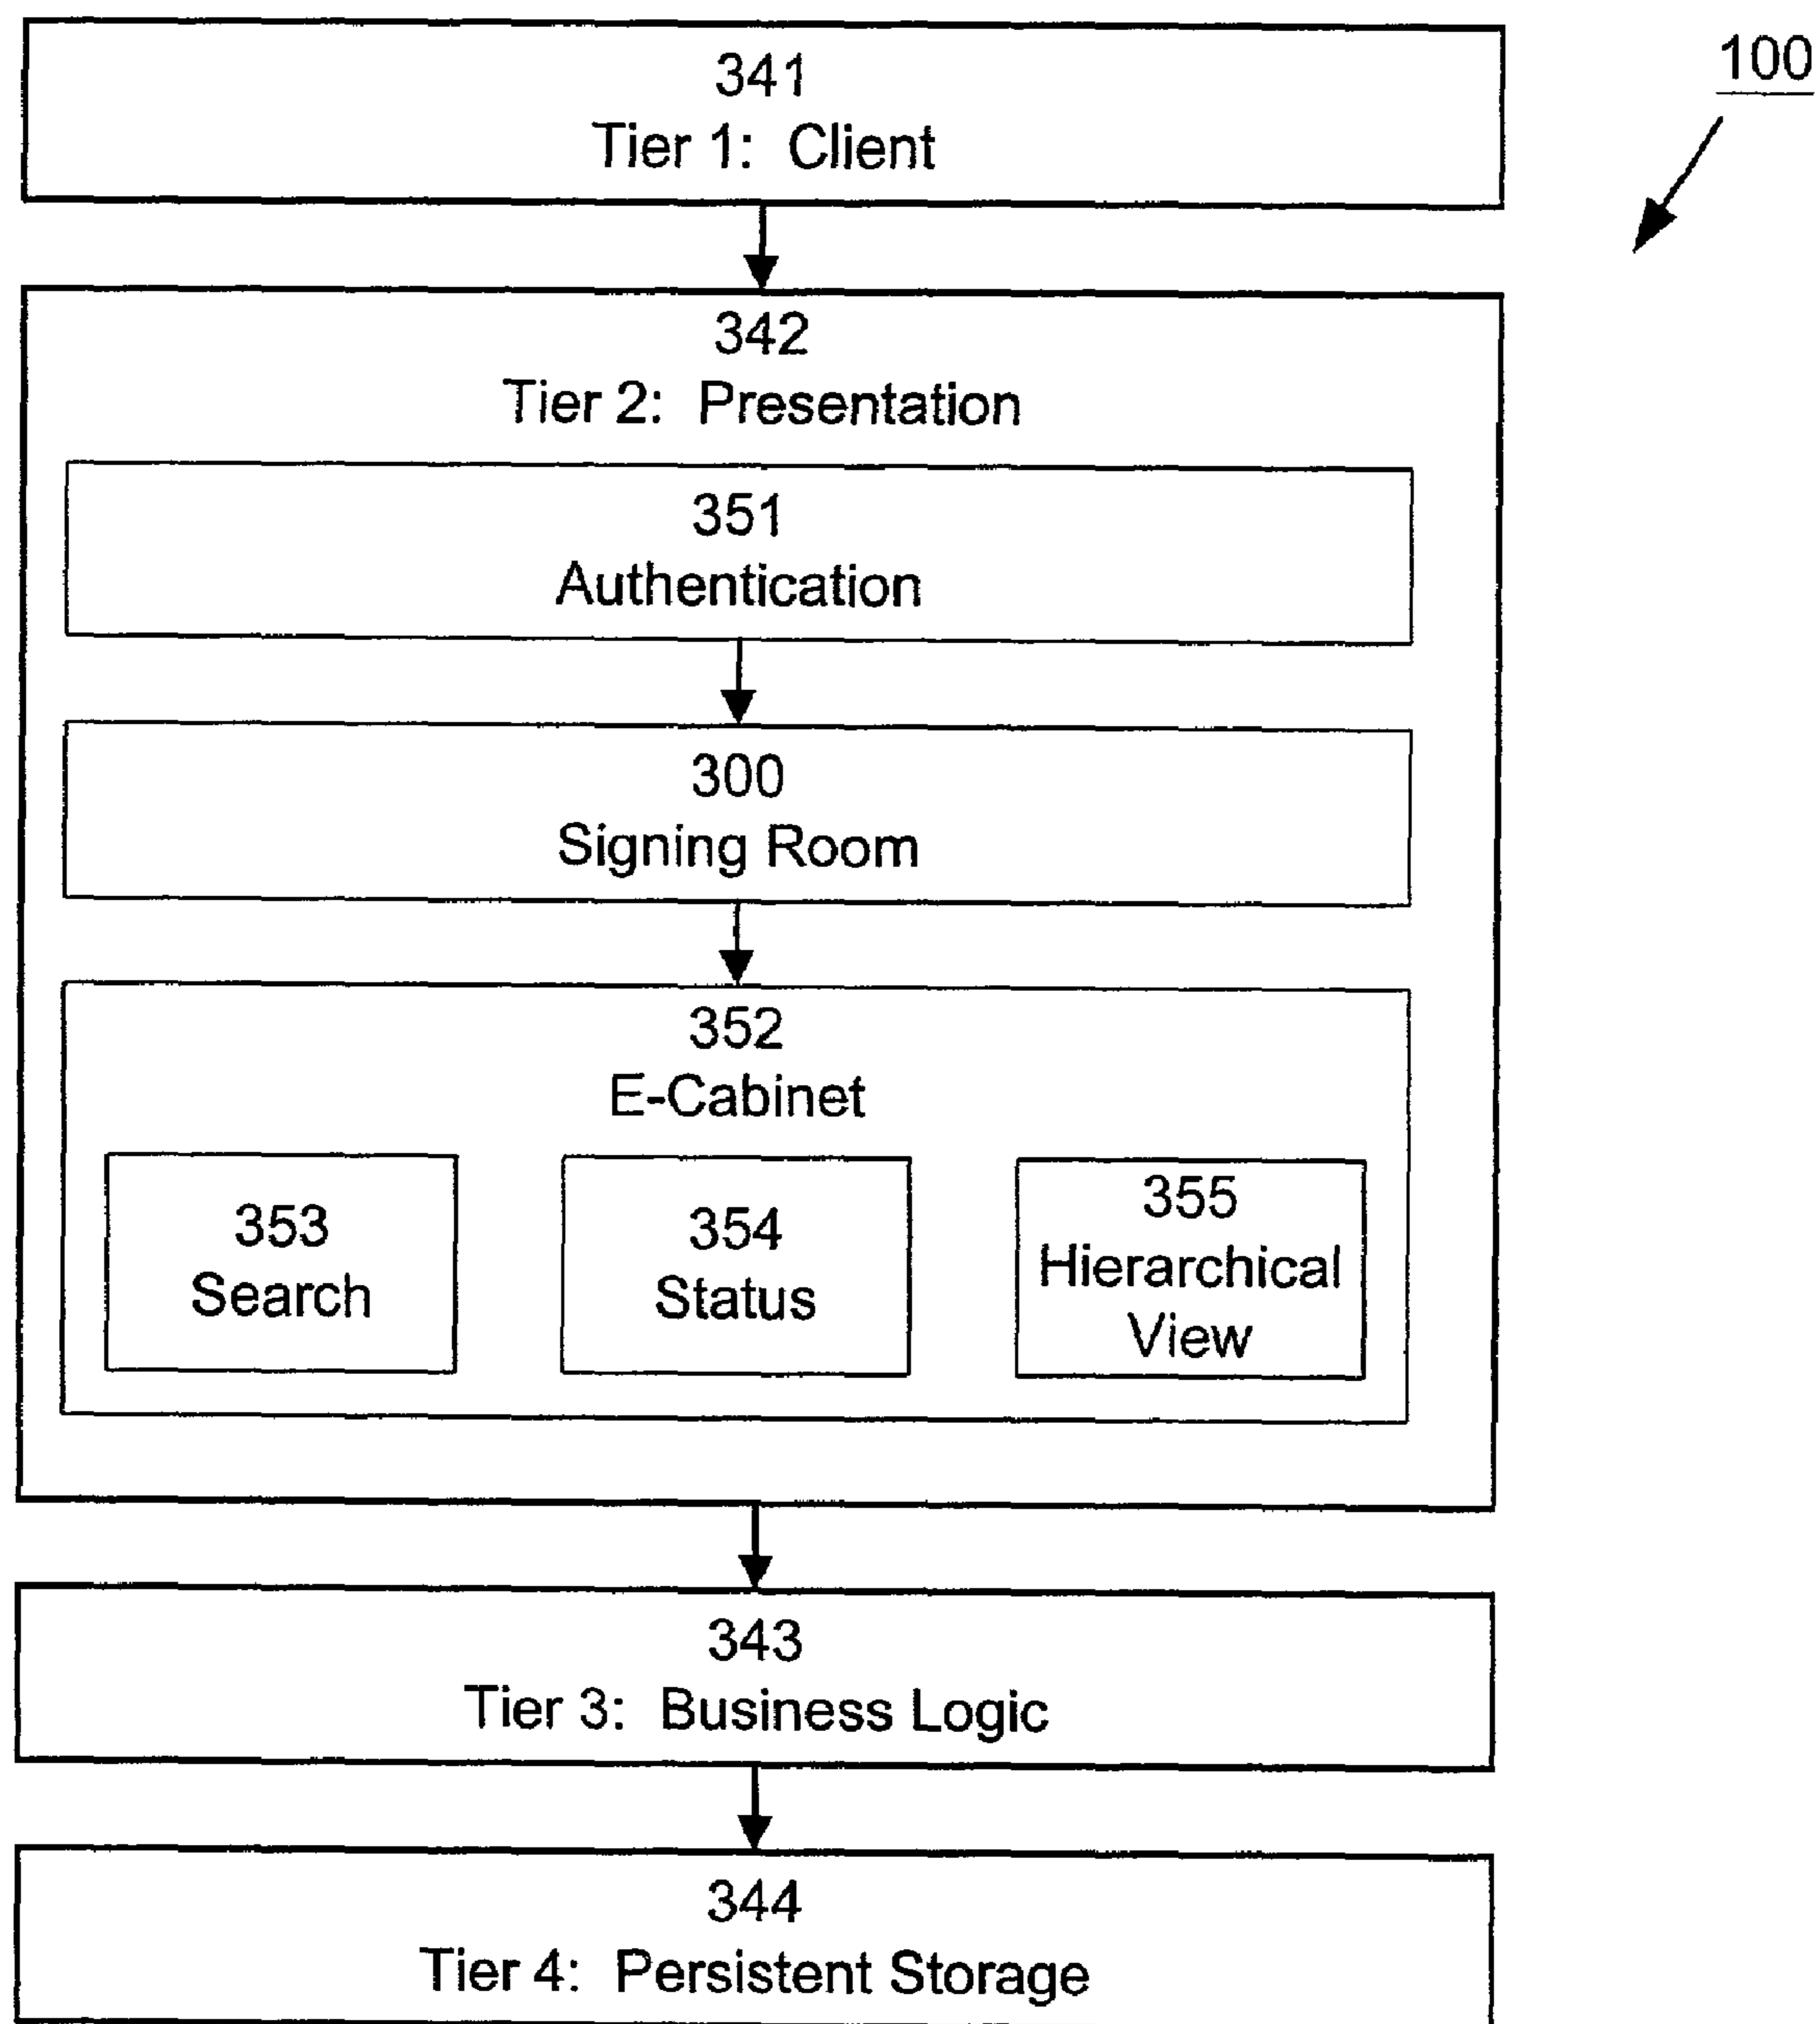 341
Tier 1: Client
100
342
Tier 2: Presentation
351
Authentication
300
Signing Room
352
E-Cabinet
353
Search
354
Status
355
Hierarchical
View
343
Tier 3: Business Logic
344
Tier 4: Persistent Storage